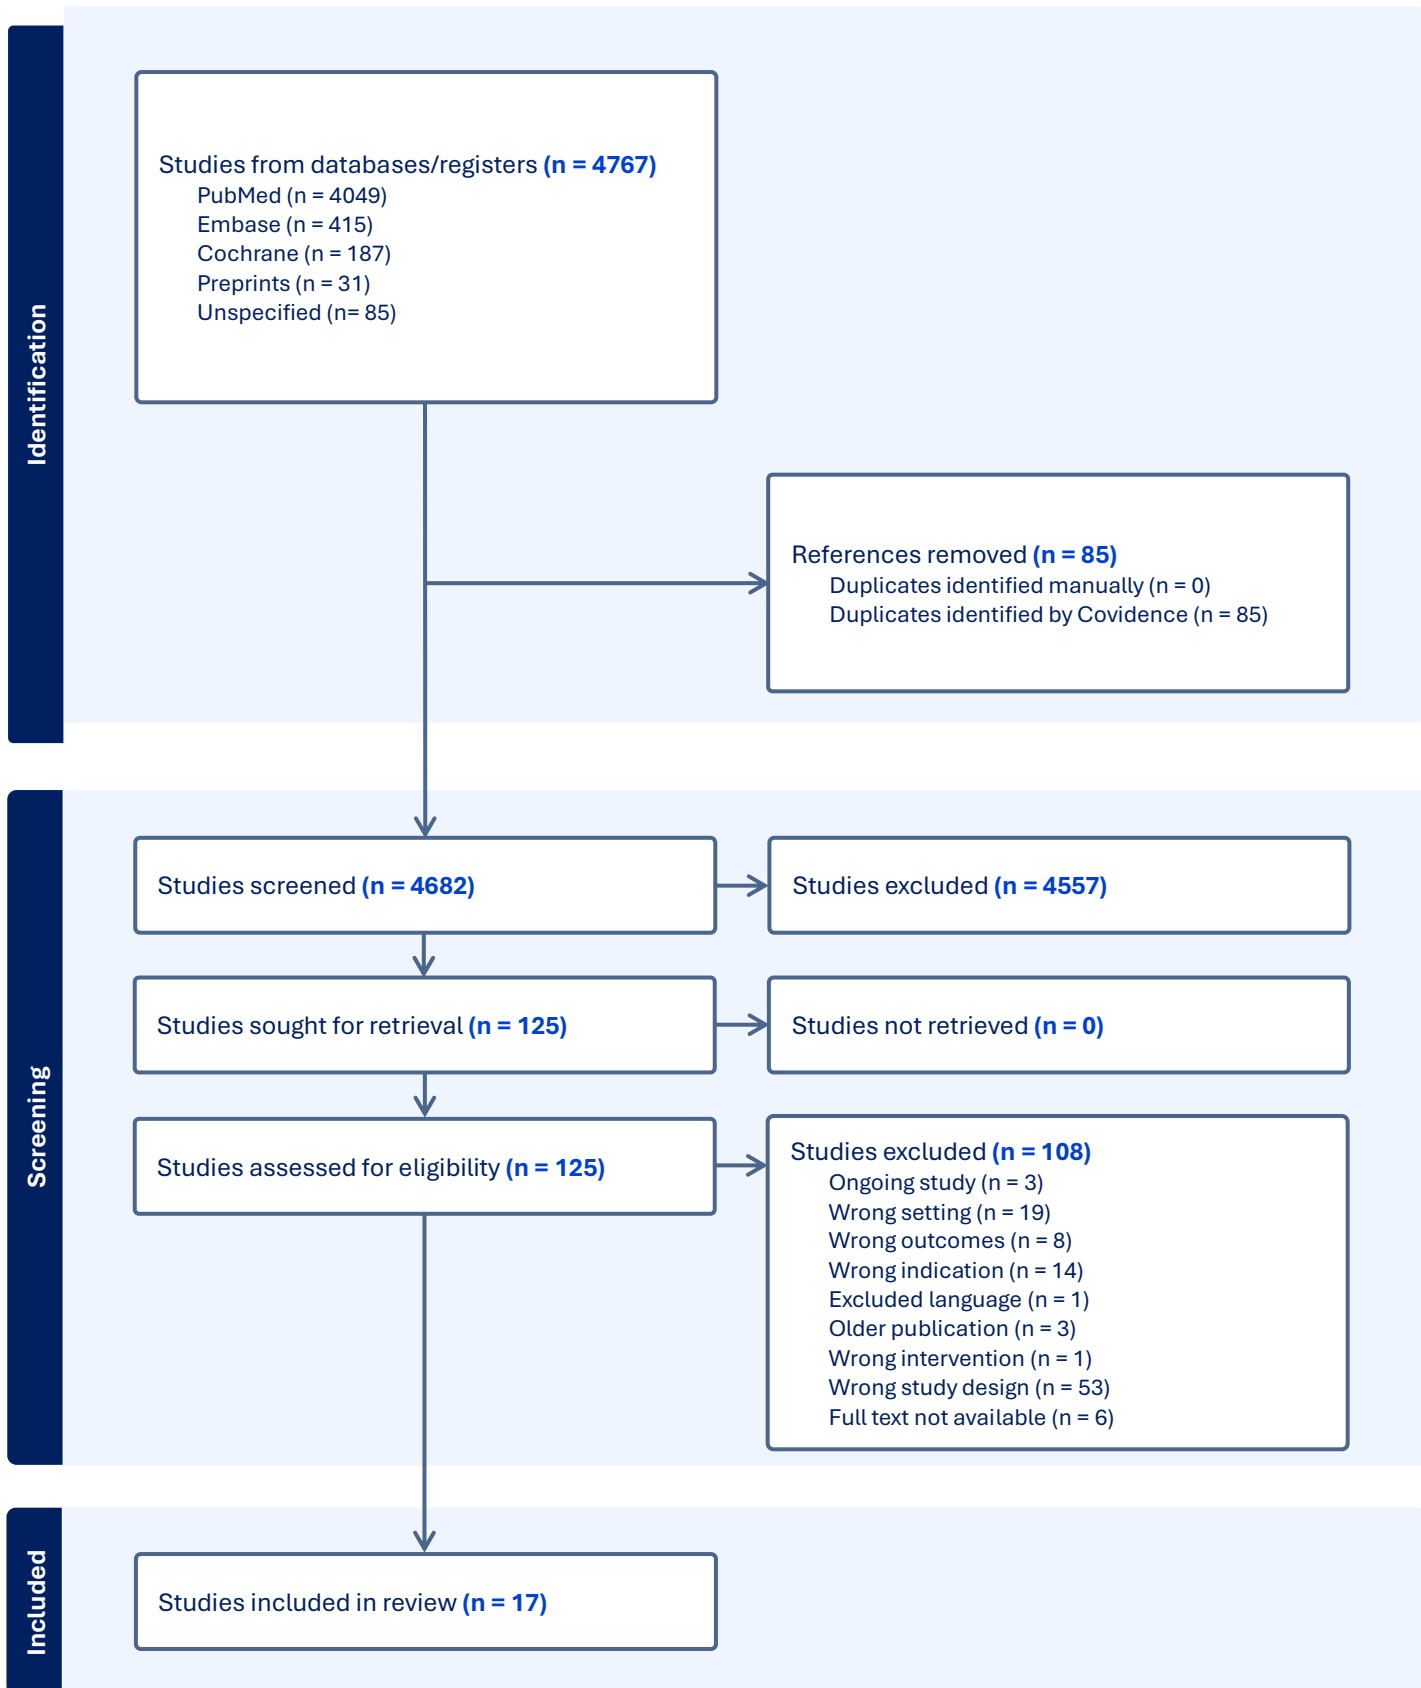 Identification
Studies from databases/registers (n = 4767)
PubMed (n = 4049)
Embase (n = 415)
Cochrane (n = 187)
Preprints (n = 31)
Unspecified (n= 85)
References removed (n = 85)
Duplicates identified manually (n = 0)
Duplicates identified by Covidence (n = 85)
Screening
Studies screened (n = 4682)
Studies excluded (n = 4557)
Studies sought for retrieval (n = 125)
Studies not retrieved (n = 0)
Studies assessed for eligibility (n = 125)
Studies excluded (n = 108)
Ongoing study (n = 3)
Wrong setting (n = 19)
Wrong outcomes (n = 8)
Wrong indication (n = 14)
Excluded language (n = 1)
Older publication (n = 3)
Wrong intervention (n = 1)
Wrong study design (n = 53)
Full text not available (n = 6)
Included
Studies included in review (n = 17)